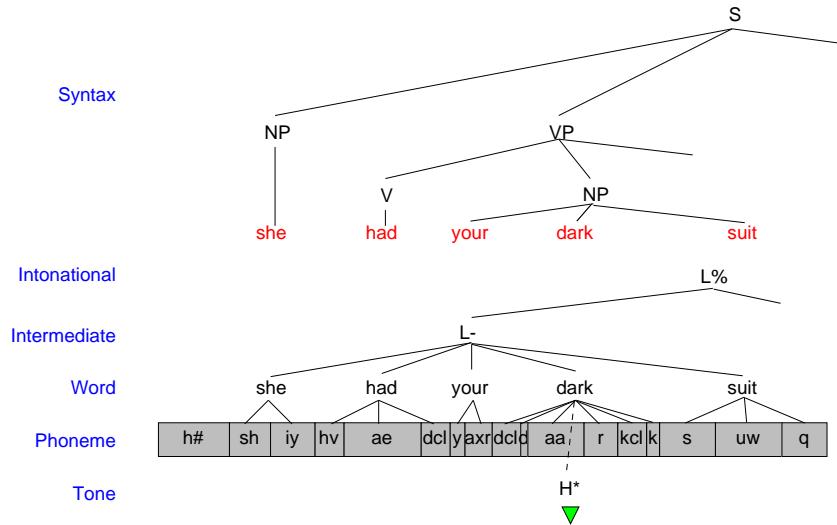 S
Syntax
NP VP
V NP
she had your dark suit
Intonational L%
Intermediate L-
Word she had your dark suit
Phoneme h# sh iy hv ae dcl y axr dcl d aa r kcl k s uw q
Tone H*